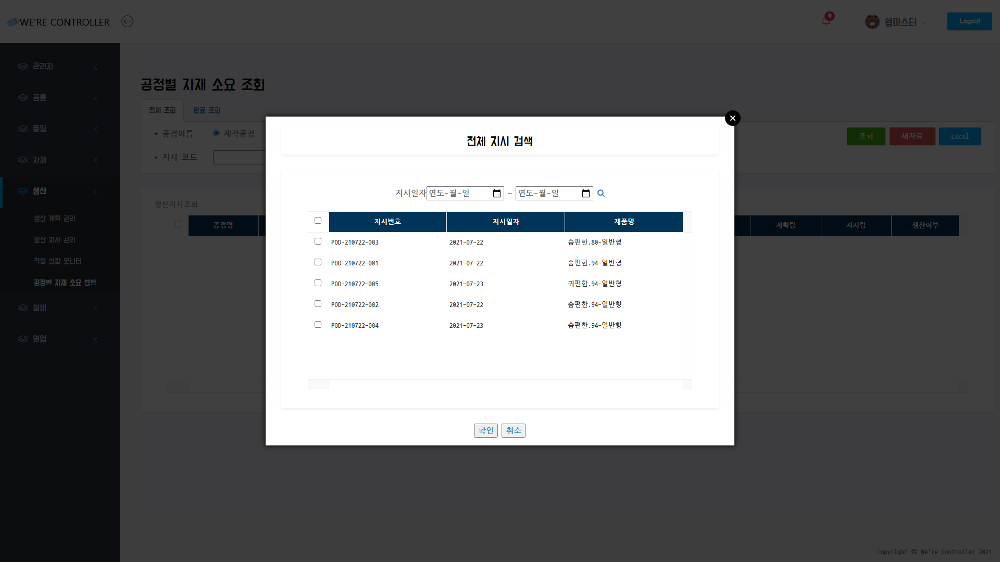 WE'RE CONTROLLER
9
웹마스터
Logout
관리자
공통
품질
자재
생산
생산 계획 관리
생산 지시 관리
작업 현장 모니터
공정별 자재 소요 현황
설비
영업
공정별 자재 소요 조회
전체 조회
완료 조회
* 공정이름
제작공정
* 지시 코드
조회
새자료
Excel
생산지시조회
공정명
계획량
지시량
생산여부
전체 지시 검색
지시일자 연도-월-일 ~ 연도-월-일
지시번호 지시일자 제품명
POD-210722-003 2021-07-22 숨편한.80-일반형
POD-210722-001 2021-07-22 숨편한.94-일반형
POD-210722-005 2021-07-23 귀편한.94-일반형
POD-210722-002 2021-07-22 숨편한.94-일반형
POD-210722-004 2021-07-23 숨편한.94-일반형
확인 취소
Copyright © We're Controller 2021